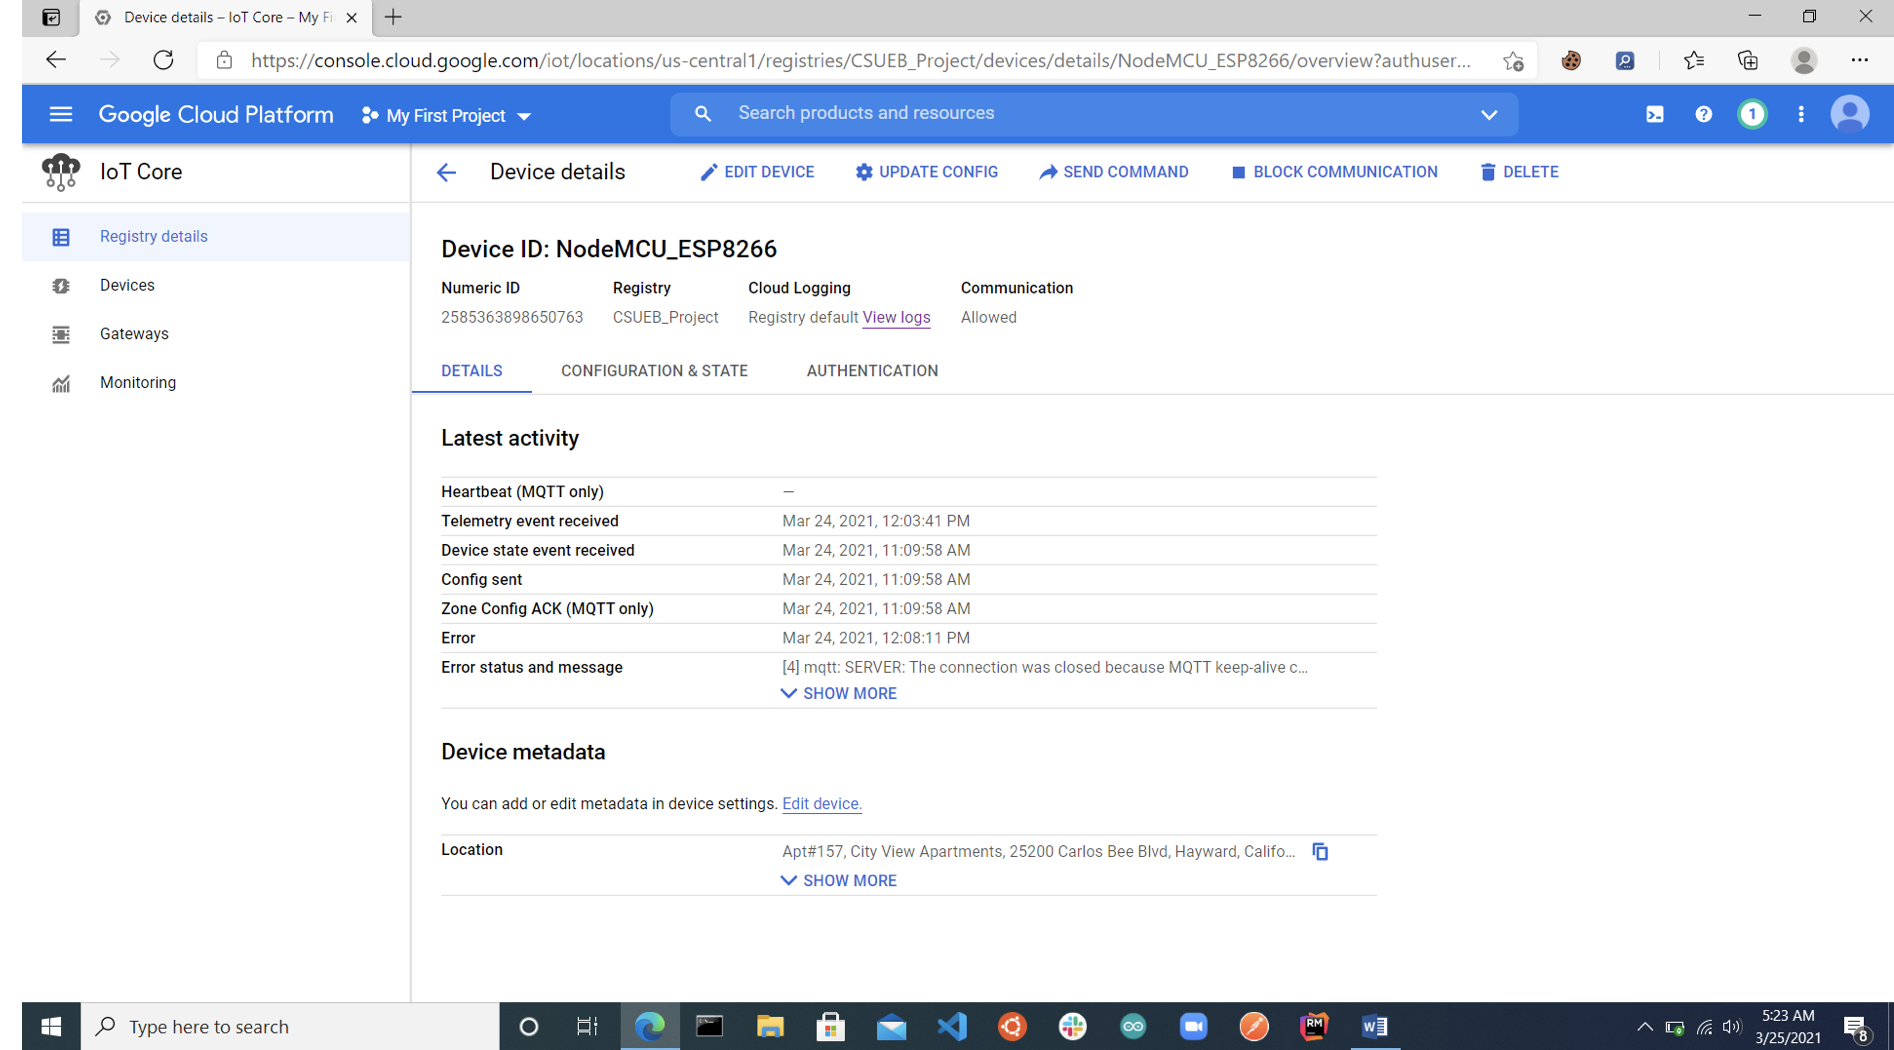 Device details – IoT Core – My Fi
https://console.cloud.google.com/iot/locations/us-central1/registries/CSUEB_Project/devices/details/NodeMCU_ESP8266/overview?authuser...
Google Cloud Platform My First Project Search products and resources 1
IoT Core
Device details EDIT DEVICE UPDATE CONFIG SEND COMMAND BLOCK COMMUNICATION DELETE
Registry details
Devices
Gateways
Monitoring
Device ID: NodeMCU_ESP8266
Numeric ID Registry Cloud Logging Communication
2585363898650763 CSUEB_Project Registry default View logs Allowed
DETAILS CONFIGURATION & STATE AUTHENTICATION
Latest activity
Heartbeat (MQTT only) —
Telemetry event received Mar 24, 2021, 12:03:41 PM
Device state event received Mar 24, 2021, 11:09:58 AM
Config sent Mar 24, 2021, 11:09:58 AM
Zone Config ACK (MQTT only) Mar 24, 2021, 11:09:58 AM
Error Mar 24, 2021, 12:08:11 PM
Error status and message [4] mqtt: SERVER: The connection was closed because MQTT keep-alive c...
SHOW MORE
Device metadata
You can add or edit metadata in device settings. Edit device.
Location Apt#157, City View Apartments, 25200 Carlos Bee Blvd, Hayward, Califo...
SHOW MORE
Type here to search
RM
W
5:23 AM
3/25/2021
8